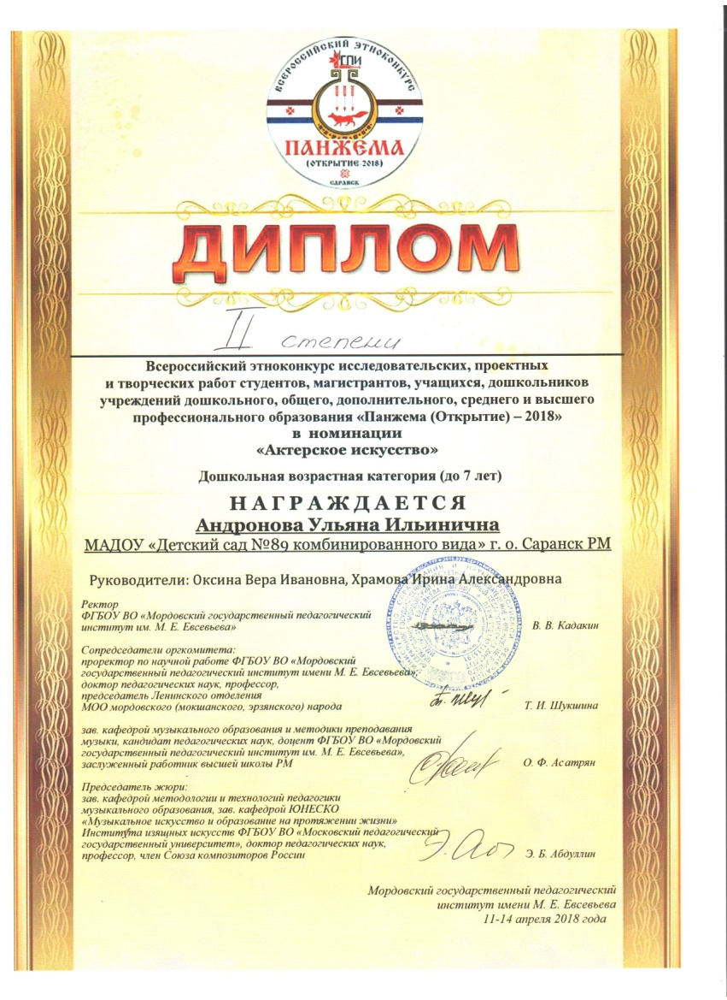 ВСЕРОССИЙСКИЙ ЭТНОКОНКУРС
ПАНЖЕМА
(ОТКРЫТИЕ-2018)
САРАНСК
ДИПЛОМ
II степени
Всероссийский этноконкурс исследовательских, проектных
и творческих работ студентов, магистрантов, учащихся, дошкольников
учреждений дошкольного, общего, дополнительного, среднего и высшего
профессионального образования «Панжема (Открытие) – 2018»
в номинации
«Актерское искусство»
Дошкольная возрастная категория (до 7 лет)
НАГРАЖДАЕТСЯ
Андронова Ульяна Ильинична
МАДОУ «Детский сад №89 комбинированного вида» г. о. Саранск РМ
Руководители: Оксина Вера Ивановна, Храмова Ирина Александровна
Ректор
ФГБОУ ВО «Мордовский государственный педагогический
институт им. М. Е. Евсевьева» В. В. Кадакин
Сопредседатели оргкомитета:
проректор по научной работе ФГБОУ ВО «Мордовский
государственный педагогический институт имени М. Е. Евсевьева»,
доктор педагогических наук, профессор,
председатель Ленинского отделения
МОО мордовского (мокшанского, эрзянского) народа Т. И. Шукшина
зав. кафедрой музыкального образования и методики преподавания
музыки, кандидат педагогических наук, доцент ФГБОУ ВО «Мордовский
государственный педагогический институт им. М. Е. Евсевьева»,
заслуженный работник высшей школы РМ О. Ф. Асатрян
Председатель жюри:
зав. кафедрой методологии и технологий педагогики
музыкального образования, зав. кафедрой ЮНЕСКО
«Музыкальное искусство и образование на протяжении жизни»
Института изящных искусств ФГБОУ ВО «Московский педагогический
государственный университет», доктор педагогических наук,
профессор, член Союза композиторов России Э. Б. Абдуллин
Мордовский государственный педагогический
институт имени М. Е. Евсевьева
11-14 апреля 2018 года